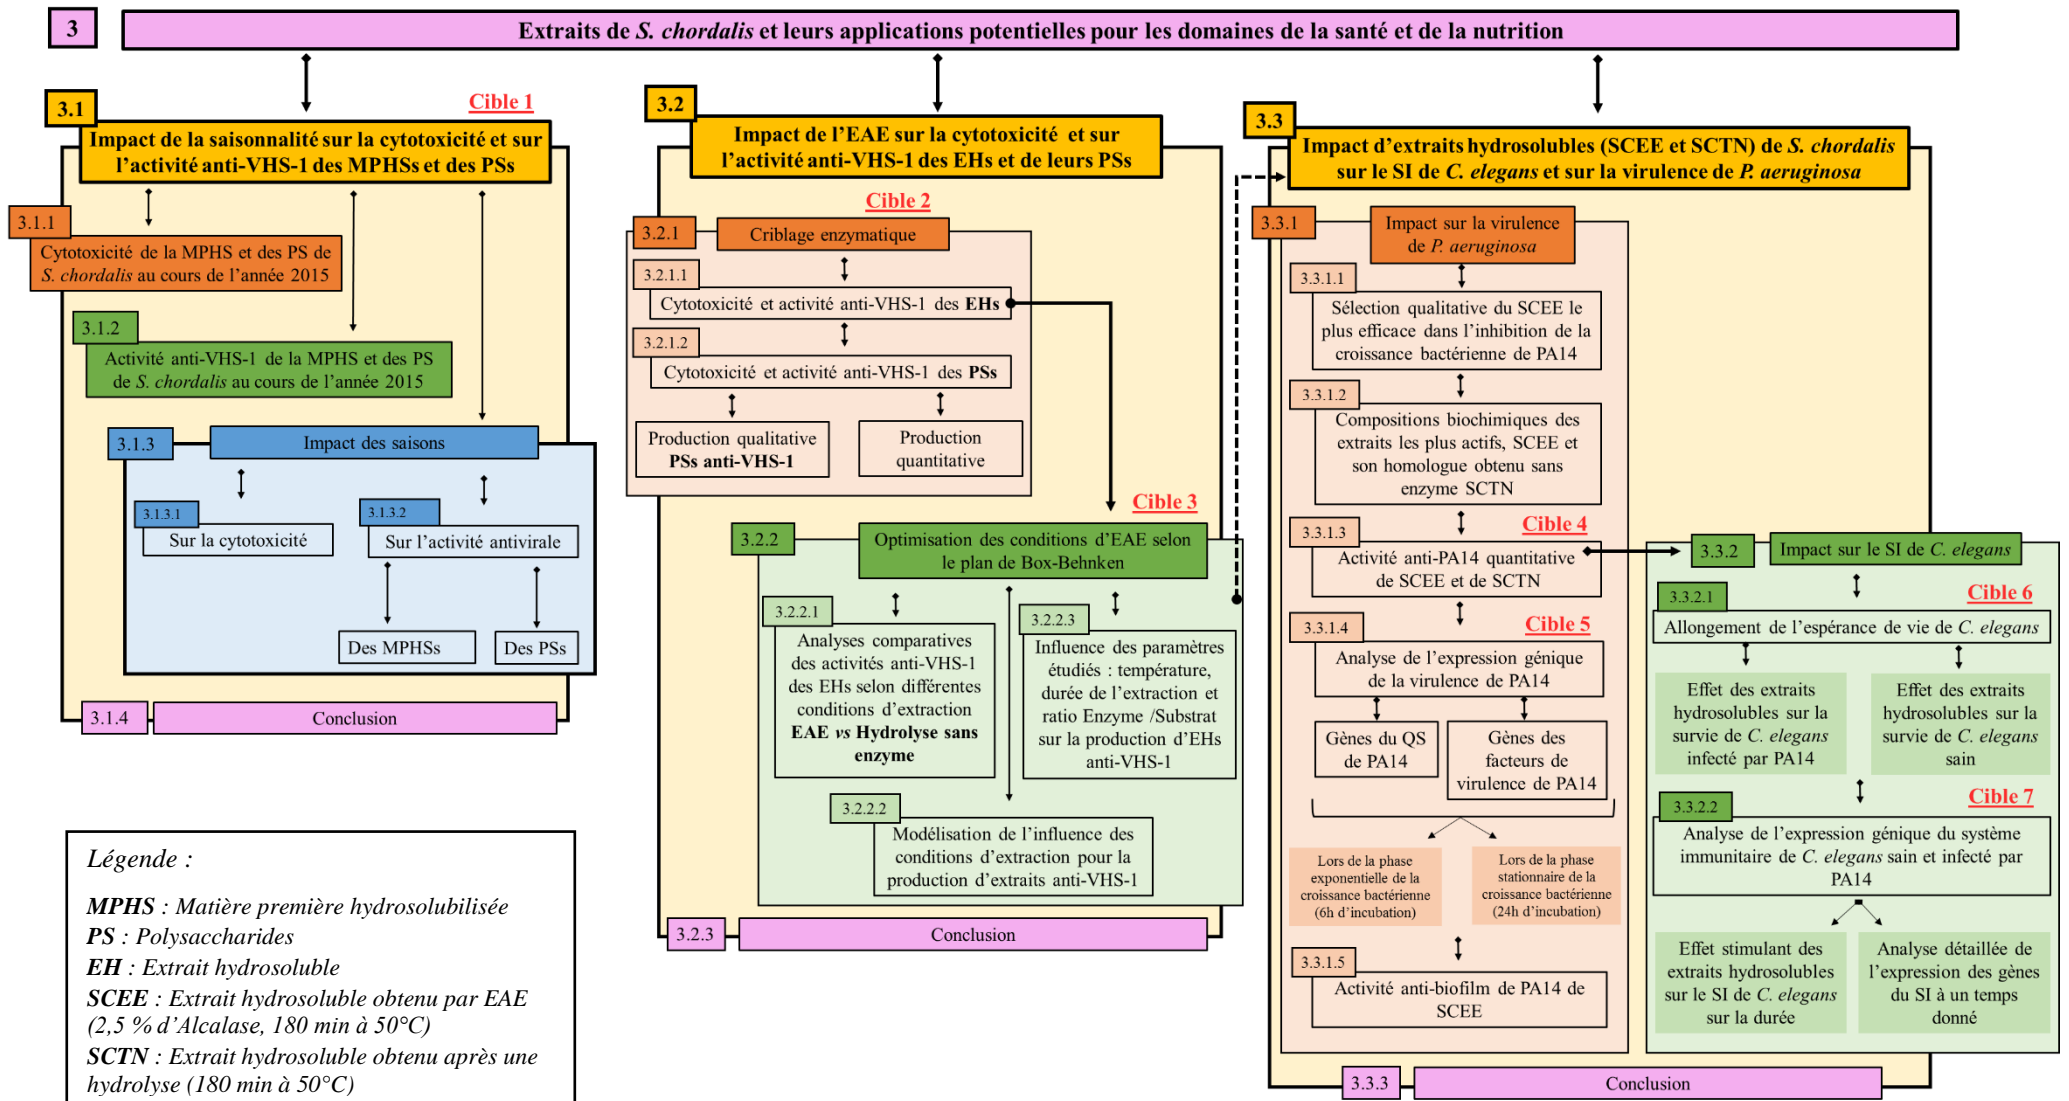 3
Extraits de S. chordalis et leurs applications potentielles pour les domaines de la santé et de la nutrition
3.1
Cible 1
Impact de la saisonnalité sur la cytotoxicité et sur
l’activité anti-VHS-1 des MPHSs et des PSs
3.1.1
Cytotoxicité de la MPHS et des PS de
S. chordalis au cours de l’année 2015
3.1.2
Activité anti-VHS-1 de la MPHS et des PS
de S. chordalis au cours de l’année 2015
3.1.3
Impact des saisons
3.1.3.1
Sur la cytotoxicité
3.1.3.2
Sur l’activité antivirale
Des MPHSs
Des PSs
3.1.4
Conclusion
Légende :
MPHS : Matière première hydrosolubilisée
PS : Polysaccharides
EH : Extrait hydrosoluble
SCEE : Extrait hydrosoluble obtenu par EAE
(2,5 % d’Alcalase, 180 min à 50°C)
SCTN : Extrait hydrosoluble obtenu après une
hydrolyse (180 min à 50°C)
3.2
Impact de l’EAE sur la cytotoxicité et sur
l’activité anti-VHS-1 des EHs et de leurs PSs
Cible 2
3.2.1
Criblage enzymatique
3.2.1.1
Cytotoxicité et activité anti-VHS-1 des EHs
3.2.1.2
Cytotoxicité et activité anti-VHS-1 des PSs
Production qualitative
PSs anti-VHS-1
Production
quantitative
Cible 3
3.2.2
Optimisation des conditions d’EAE selon
le plan de Box-Behnken
3.2.2.1
Analyses comparatives
des activités anti-VHS-1
des EHs selon différentes
conditions d’extraction
EAE vs Hydrolyse sans
enzyme
3.2.2.3
Influence des paramètres
étudiés : température,
durée de l’extraction et
ratio Enzyme /Substrat
sur la production d’EHs
anti-VHS-1
3.2.2.2
Modélisation de l’influence des
conditions d’extraction pour la
production d’extraits anti-VHS-1
3.2.3
Conclusion
3.3
Impact d’extraits hydrosolubles (SCEE et SCTN) de S. chordalis
sur le SI de C. elegans et sur la virulence de P. aeruginosa
3.3.1
Impact sur la virulence
de P. aeruginosa
3.3.1.1
Sélection qualitative du SCEE le
plus efficace dans l’inhibition de la
croissance bactérienne de PA14
3.3.1.2
Compositions biochimiques des
extraits les plus actifs, SCEE et
son homologue obtenu sans
enzyme SCTN
3.3.1.3
Cible 4
Activité anti-PA14 quantitative
de SCEE et de SCTN
3.3.1.4
Cible 5
Analyse de l’expression génique
de la virulence de PA14
Gènes du QS
de PA14
Gènes des
facteurs de
virulence de PA14
Lors de la phase
exponentielle de la
croissance bactérienne
(6h d’incubation)
Lors de la phase
stationnaire de la
croissance bactérienne
(24h d’incubation)
3.3.1.5
Activité anti-biofilm de PA14 de
SCEE
3.3.2
Impact sur le SI de C. elegans
3.3.2.1
Cible 6
Allongement de l’espérance de vie de C. elegans
Effet des extraits
hydrosolubles sur la
survie de C. elegans
infecté par PA14
Effet des extraits
hydrosolubles sur la
survie de C. elegans
sain
3.3.2.2
Cible 7
Analyse de l’expression génique du système
immunitaire de C. elegans sain et infecté par
PA14
Effet stimulant des
extraits hydrosolubles
sur le SI de C. elegans
sur la durée
Analyse détaillée de
l’expression des gènes
du SI à un temps
donné
3.3.3
Conclusion